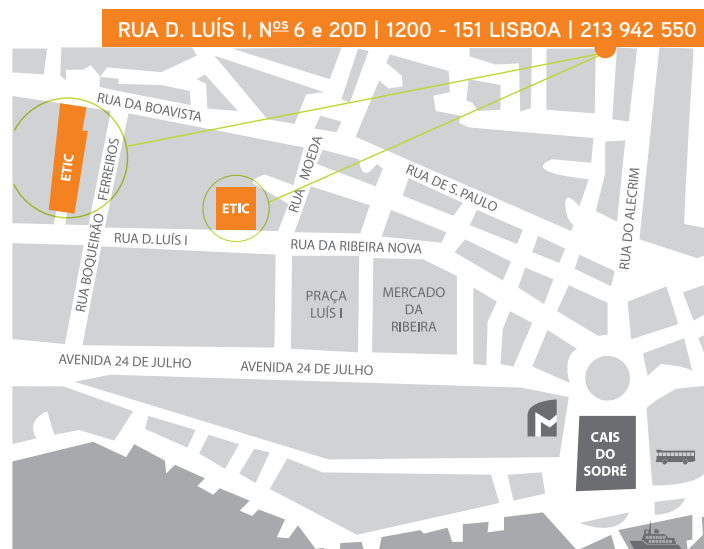 RUA D. LUÍS I, Nºs 6 e 20D | 1200 - 151 LISBOA | 213 942 550
RUA DA BOAVISTA
ETIC
RUA BOQUEIRÃO FERREIROS
RUA MOEDA
RUA DE S. PAULO
RUA DO ALECRIM
ETIC
RUA D. LUÍS I
RUA DA RIBEIRA NOVA
PRAÇA
LUÍS I
MERCADO
DA
RIBEIRA
AVENIDA 24 DE JULHO
AVENIDA 24 DE JULHO
M
CAIS
DO
SODRÉ